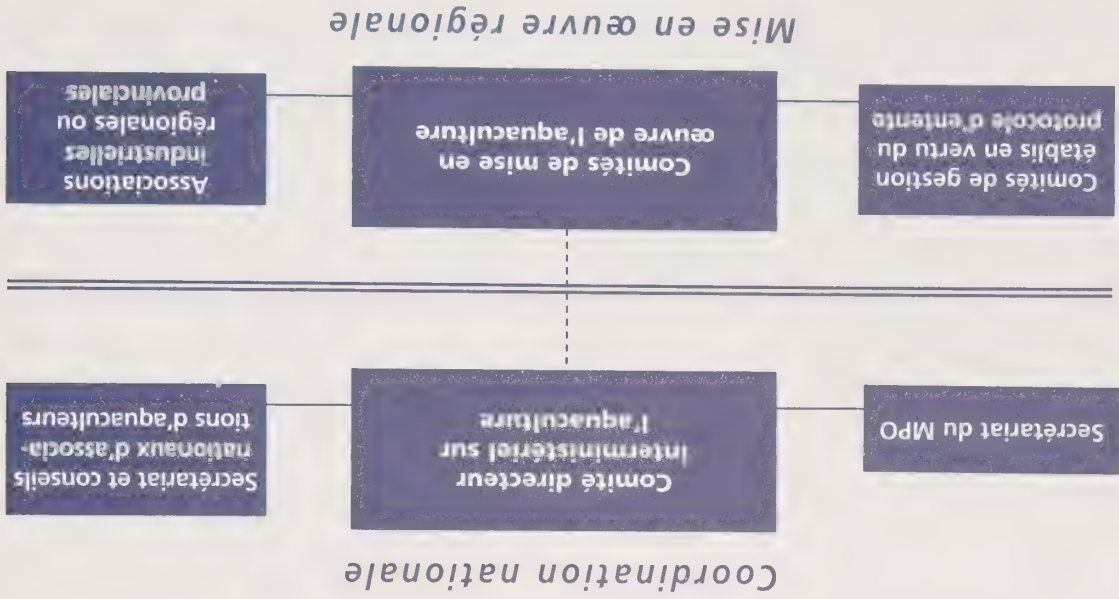 Coordination nationale
Secrétariat du MPO
Comité directeur
interministériel sur
l'aquaculture
Secrétariat et conseils
nationaux d'associa-
tions d'aquaculteurs
Comités de gestion
établis en vertu du
protocole d'entente
Comités de mise en
œuvre de l'aquaculture
Associations
industrielles
régionales ou
provinciales
Mise en œuvre régionale